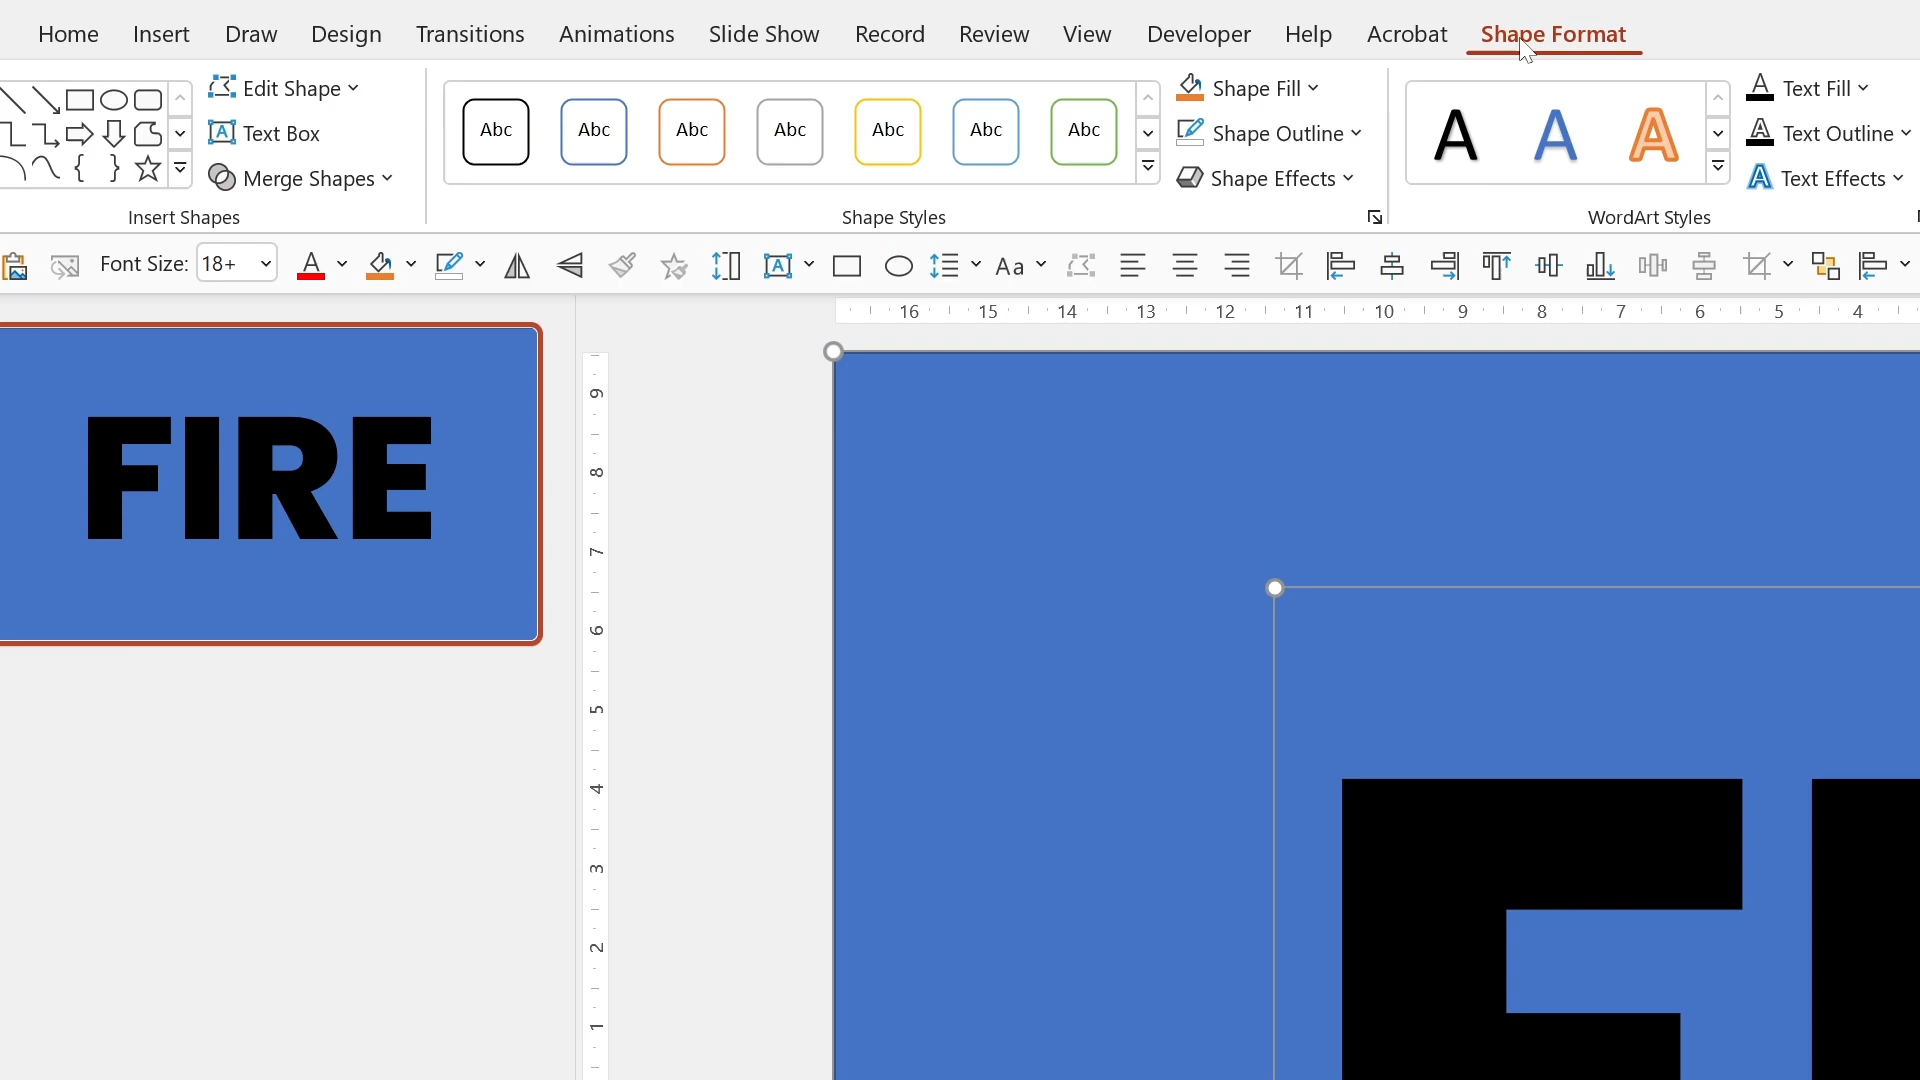 Home Insert Draw Design Transitions Animations Slide Show Record Review View Developer Help Acrobat Shape Format
Edit Shape
Text Box
Merge Shapes
Insert Shapes
Abc Abc Abc Abc Abc Abc Abc
Shape Fill
Shape Outline
Shape Effects
Shape Styles
A A A
Text Fill
Text Outline
Text Effects
WordArt Styles
Font Size: 18+
16 15 14 13 12 11 10 9 8 7 6 5 4
9
8
7
6
5
4
3
2
1
FIRE